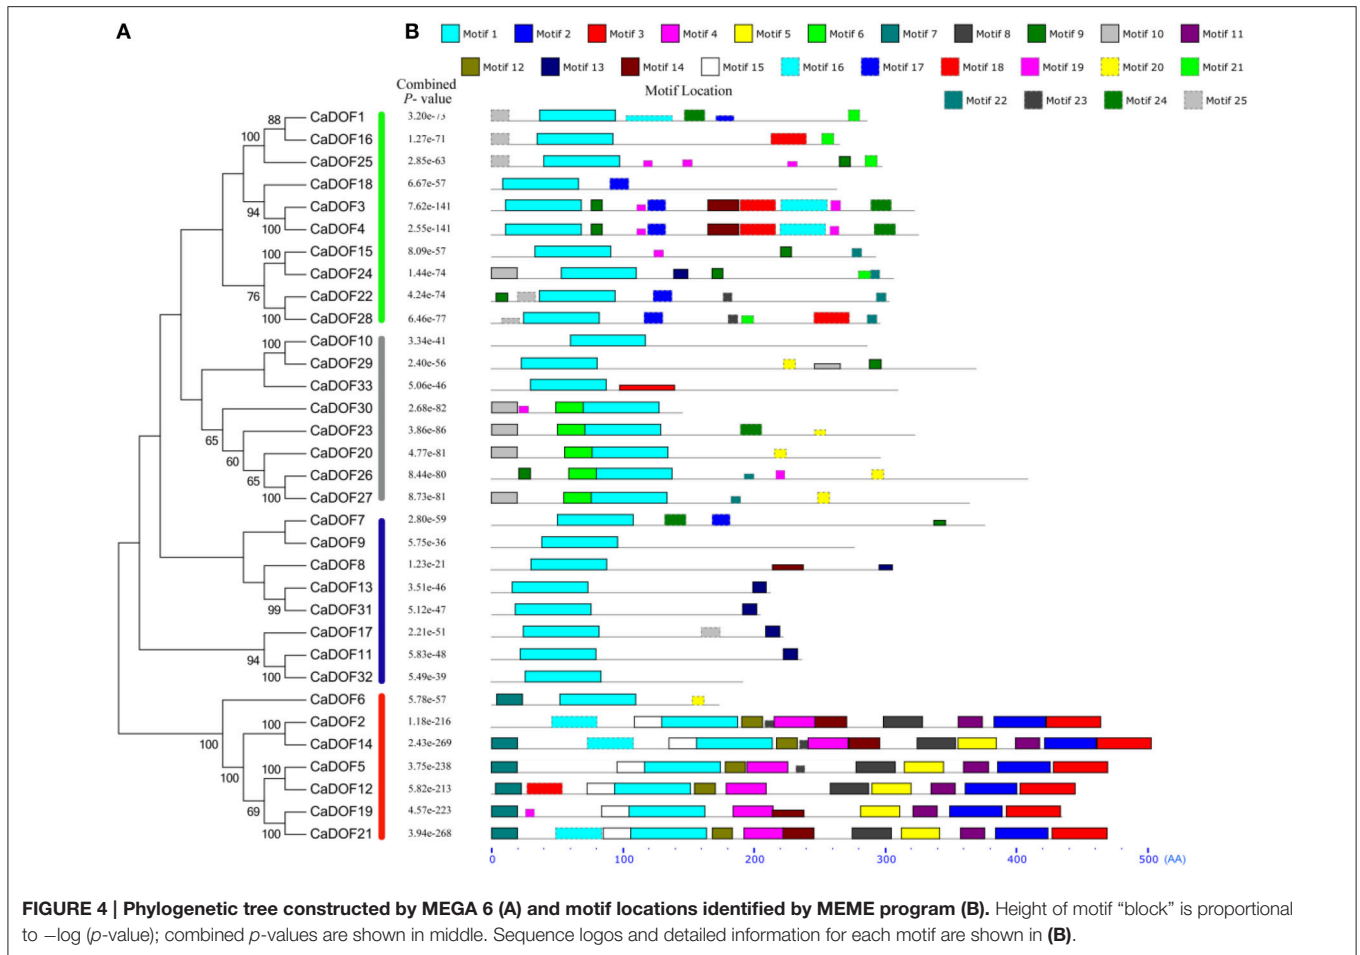 A
B
Motif 1 Motif 2 Motif 3 Motif 4 Motif 5 Motif 6 Motif 7 Motif 8 Motif 9 Motif 10 Motif 11
Motif 12 Motif 13 Motif 14 Motif 15 Motif 16 Motif 17 Motif 18 Motif 19 Motif 20 Motif 21
Motif 22 Motif 23 Motif 24 Motif 25
Combined
P- value
Motif Location
CaDOF1 3.20e-73
CaDOF16 1.27e-71
CaDOF25 2.85e-63
CaDOF18 6.67e-57
CaDOF3 7.62e-141
CaDOF4 2.55e-141
CaDOF15 8.09e-57
CaDOF24 1.44e-74
CaDOF22 4.24e-74
CaDOF28 6.46e-77
CaDOF10 3.34e-41
CaDOF29 2.40e-56
CaDOF33 5.06e-46
CaDOF30 2.68e-82
CaDOF23 3.86e-86
CaDOF20 4.77e-81
CaDOF26 8.44e-80
CaDOF27 8.73e-81
CaDOF7 2.80e-59
CaDOF9 5.75e-36
CaDOF8 1.23e-21
CaDOF13 3.51e-46
CaDOF31 5.12e-47
CaDOF17 2.21e-51
CaDOF11 5.83e-48
CaDOF32 5.49e-39
CaDOF6 5.78e-57
CaDOF2 1.18e-216
CaDOF14 2.43e-269
CaDOF5 3.75e-238
CaDOF12 5.82e-213
CaDOF19 4.57e-223
CaDOF21 3.94e-268
88
100
94
100
100
76
100
100
65
60
65
100
99
94
100
100
100
100
100
69
100
0 100 200 300 400 500 (AA)
FIGURE 4 | Phylogenetic tree constructed by MEGA 6 (A) and motif locations identified by MEME program (B). Height of motif “block” is proportional
to −log (p-value); combined p-values are shown in middle. Sequence logos and detailed information for each motif are shown in (B).